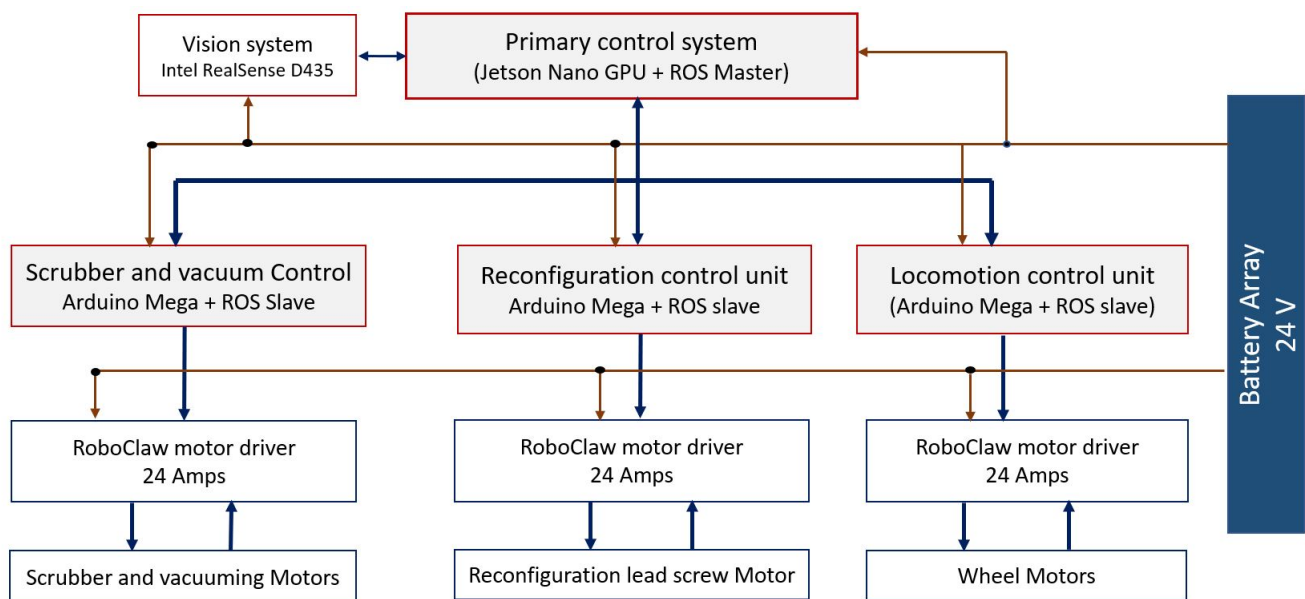 Vision system
Intel RealSense D435
Primary control system
(Jetson Nano GPU + ROS Master)
Scrubber and vacuum Control
Arduino Mega + ROS Slave
Reconfiguration control unit
Arduino Mega + ROS slave
Locomotion control unit
(Arduino Mega + ROS slave)
Battery Array
24 V
RoboClaw motor driver
24 Amps
RoboClaw motor driver
24 Amps
RoboClaw motor driver
24 Amps
Scrubber and vacuuming Motors
Reconfiguration lead screw Motor
Wheel Motors